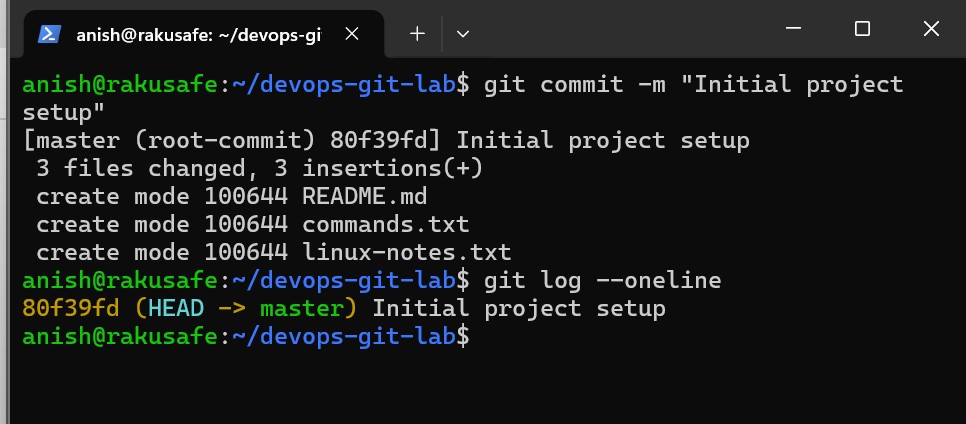 anish@rakusafe: ~/devops-gi
anish@rakusafe:~/devops-git-lab$ git commit -m "Initial project
setup"
[master (root-commit) 80f39fd] Initial project setup
 3 files changed, 3 insertions(+)
 create mode 100644 README.md
 create mode 100644 commands.txt
 create mode 100644 linux-notes.txt
anish@rakusafe:~/devops-git-lab$ git log --oneline
80f39fd (HEAD -> master) Initial project setup
anish@rakusafe:~/devops-git-lab$